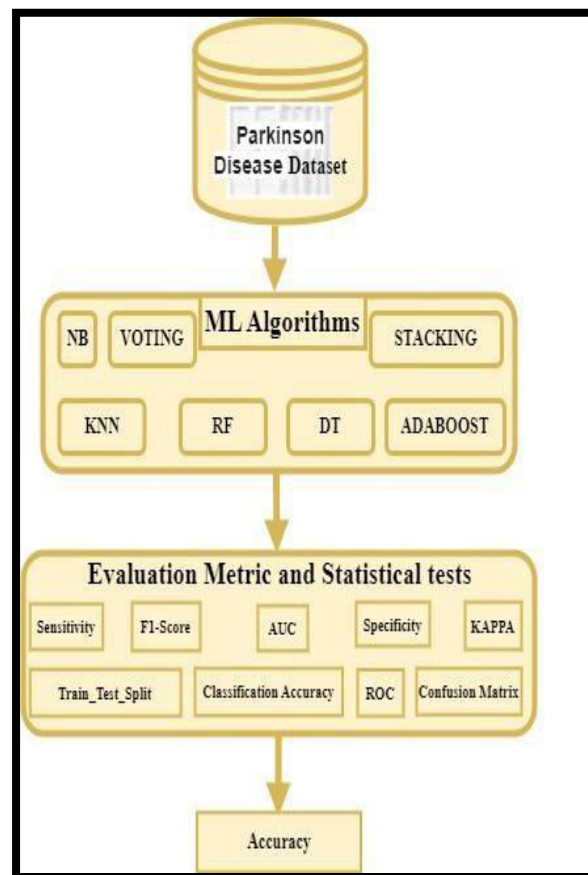 Parkinson
Disease Dataset
ML Algorithms
NB
VOTING
STACKING
KNN
RF
DT
ADABOOST
Evaluation Metric and Statistical tests
Sensitivity
F1-Score
AUC
Specificity
KAPPA
Train_Test_Split
Classification Accuracy
ROC
Confusion Matrix
Accuracy